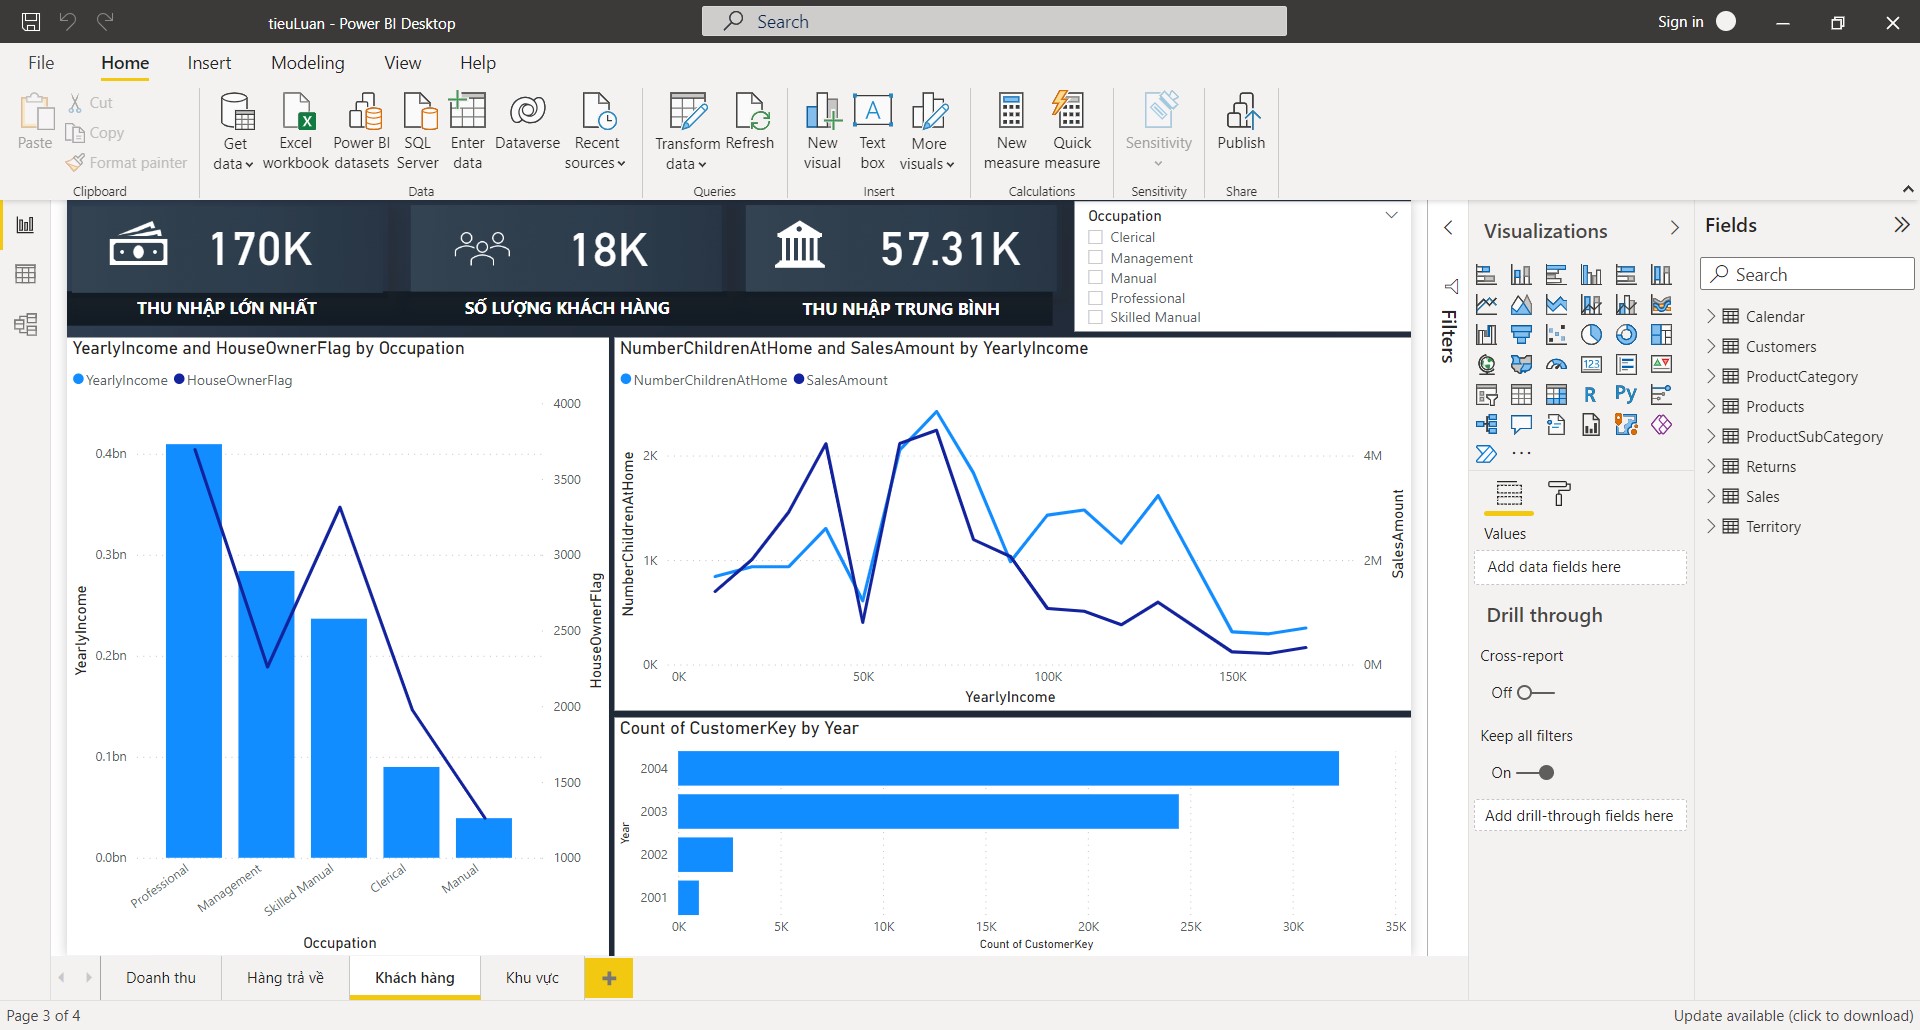 tieuLuan - Power BI Desktop
Search
Sign in
File Home Insert Modeling View Help
Paste
Cut
Copy
Format painter
Clipboard
Get data
Excel workbook
Power BI datasets
SQL Server
Enter data
Dataverse
Recent sources
Data
Transform data
Refresh
Queries
New visual
Text box
More visuals
Insert
New measure
Quick measure
Calculations
Sensitivity
Sensitivity
Publish
Share
170K
THU NHẬP LỚN NHẤT
18K
SỐ LƯỢNG KHÁCH HÀNG
57.31K
THU NHẬP TRUNG BÌNH
Occupation
Clerical
Management
Manual
Professional
Skilled Manual
YearlyIncome and HouseOwnerFlag by Occupation
YearlyIncome HouseOwnerFlag
YearlyIncome
0.4bn
0.3bn
0.2bn
0.1bn
0.0bn
4000
3500
3000
2500
2000
1500
1000
HouseOwnerFlag
Professional Management Skilled Manual Clerical Manual
Occupation
NumberChildrenAtHome and SalesAmount by YearlyIncome
NumberChildrenAtHome SalesAmount
NumberChildrenAtHome
2K
1K
0K
4M
2M
0M
SalesAmount
0K 50K 100K 150K
YearlyIncome
Count of CustomerKey by Year
Year
2004
2003
2002
2001
0K 5K 10K 15K 20K 25K 30K 35K
Count of CustomerKey
Filters
Visualizations
123
R Py
...
Values
Add data fields here
Drill through
Cross-report
Off
Keep all filters
On
Add drill-through fields here
Fields
Search
Calendar
Customers
ProductCategory
Products
ProductSubCategory
Returns
Sales
Territory
Doanh thu Hàng trả về Khách hàng Khu vực +
Page 3 of 4
Update available (click to download)